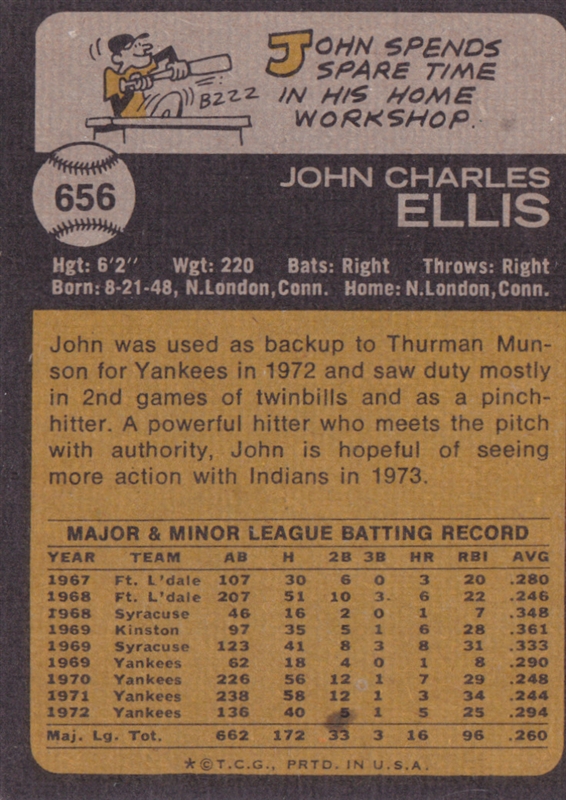 JOHN SPENDS
SPARE TIME
IN HIS HOME
WORKSHOP.
BZZZ
656
JOHN CHARLES
ELLIS
Hgt: 6'2" Wgt: 220 Bats: Right Throws: Right
Born: 8-21-48, N.London,Conn. Home: N.London,Conn.
John was used as backup to Thurman Mun-
son for Yankees in 1972 and saw duty mostly
in 2nd games of twinbills and as a pinch-
hitter. A powerful hitter who meets the pitch
with authority, John is hopeful of seeing
more action with Indians in 1973.
MAJOR & MINOR LEAGUE BATTING RECORD
YEAR TEAM AB H 2B 3B HR RBI AVG
1967 Ft. L'dale 107 30 6 0 3 20 .280
1968 Ft. L'dale 207 51 10 3 6 22 .246
1968 Syracuse 46 16 2 0 1 7 .348
1969 Kinston 97 35 5 1 6 28 .361
1969 Syracuse 123 41 8 3 8 31 .333
1969 Yankees 62 18 4 0 1 8 .290
1970 Yankees 226 56 12 1 7 29 .248
1971 Yankees 238 58 12 1 3 34 .244
1972 Yankees 136 40 5 1 5 25 .294
Maj. Lg. Tot. 662 172 33 3 16 96 .260
*©T.C.G., PRTD. IN U.S.A.